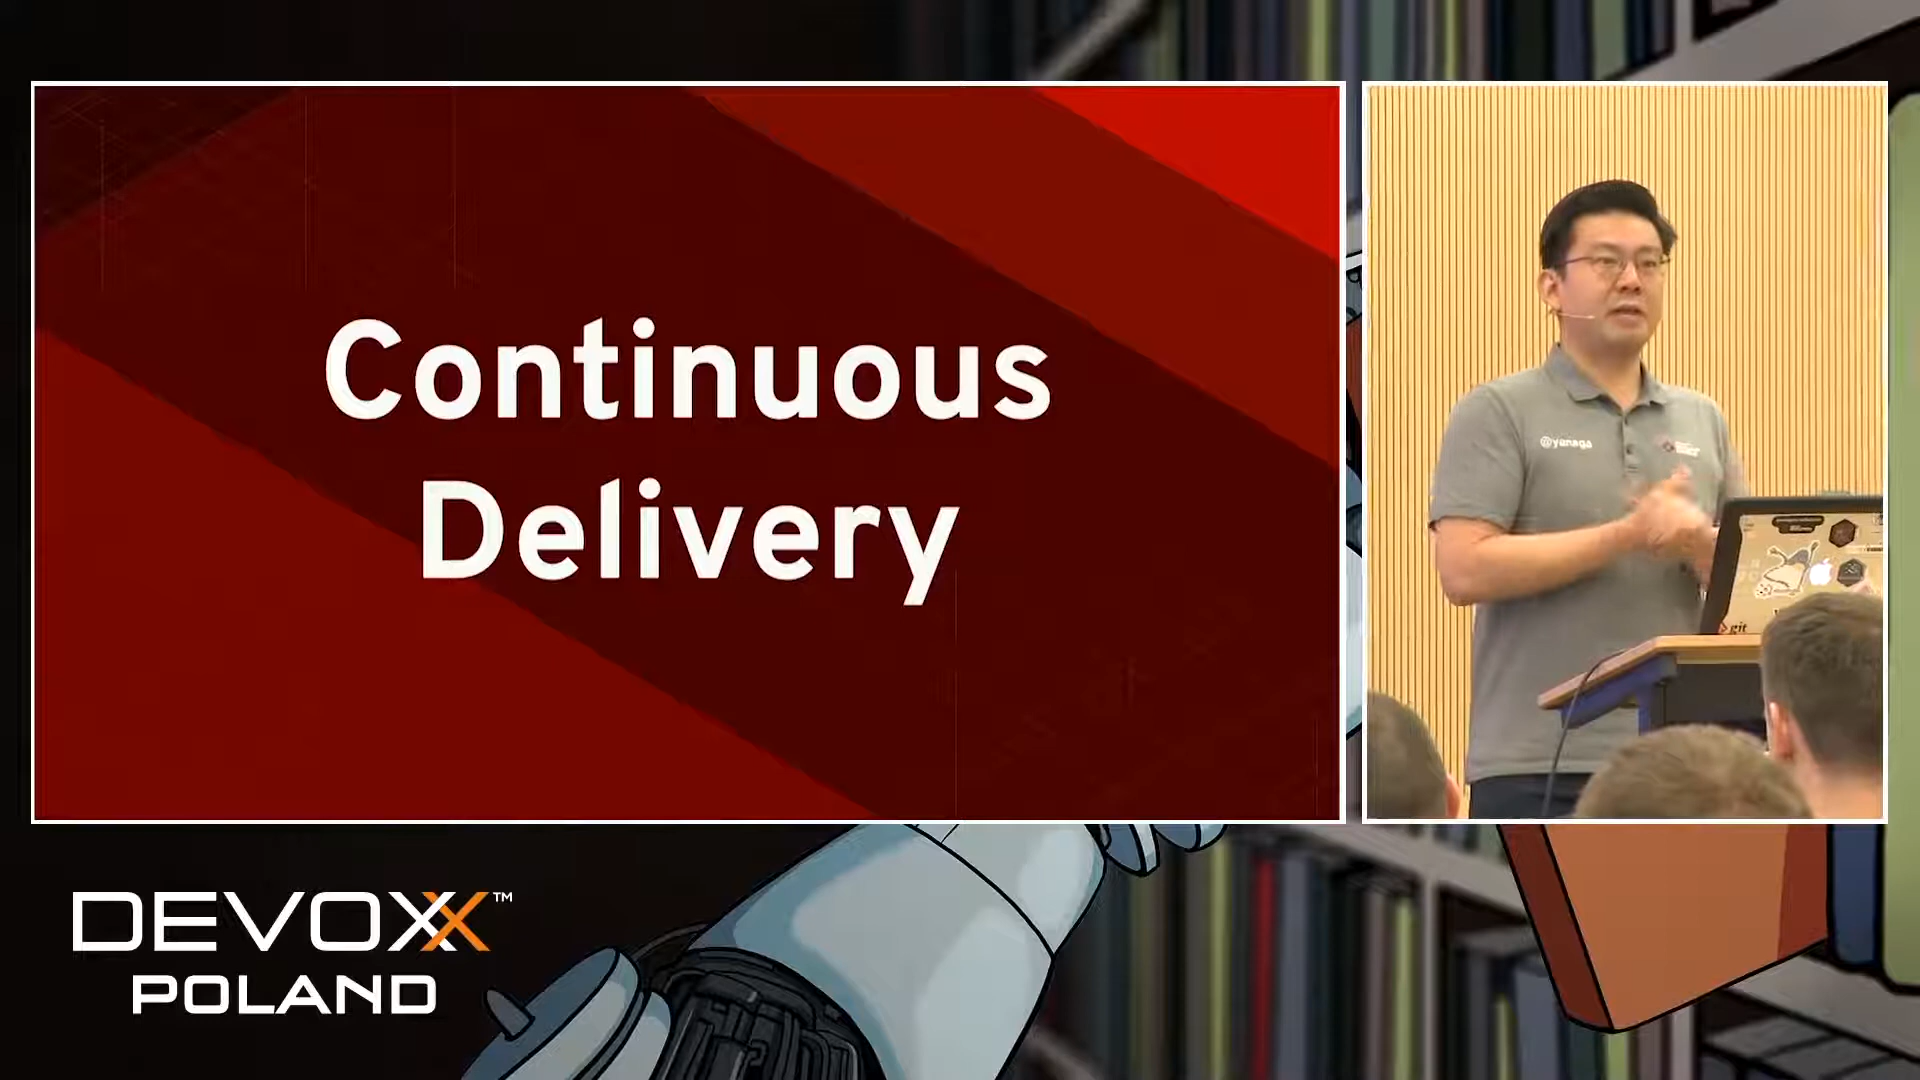 Continuous
Delivery
@yanaga
git
DEVOXX™
POLAND